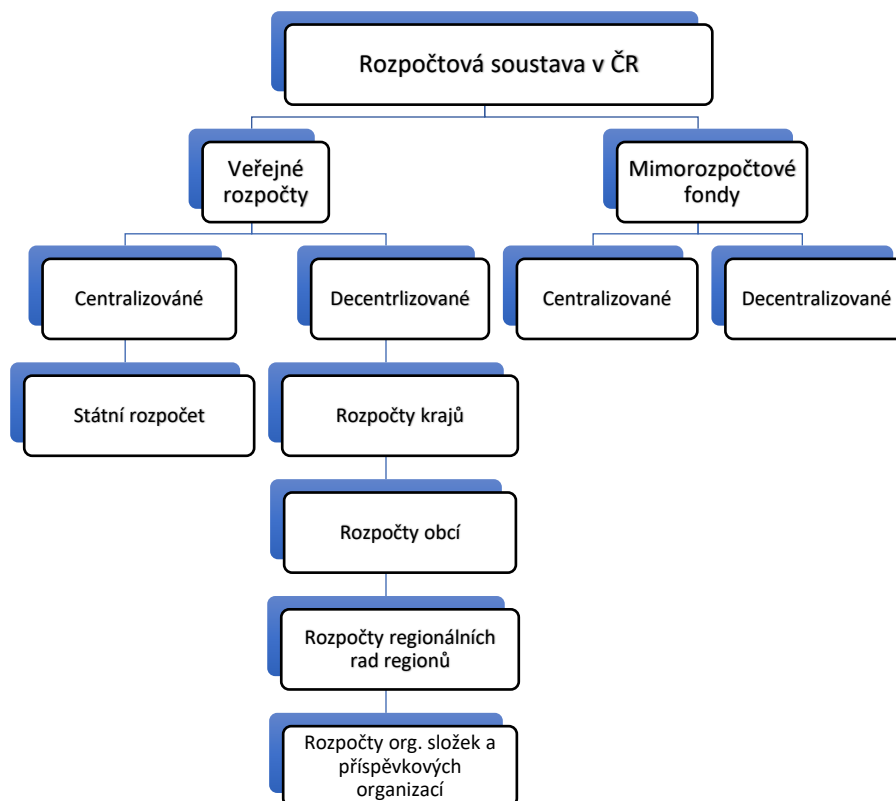 Rozpočtová soustava v ČR
Veřejné
rozpočty
Mimorozpočtové
fondy
Centralizováné
Decentrlizované
Centralizované
Decentralizované
Státní rozpočet
Rozpočty krajů
Rozpočty obcí
Rozpočty regionálních
rad regionů
Rozpočty org. složek a
příspěvkových
organizací